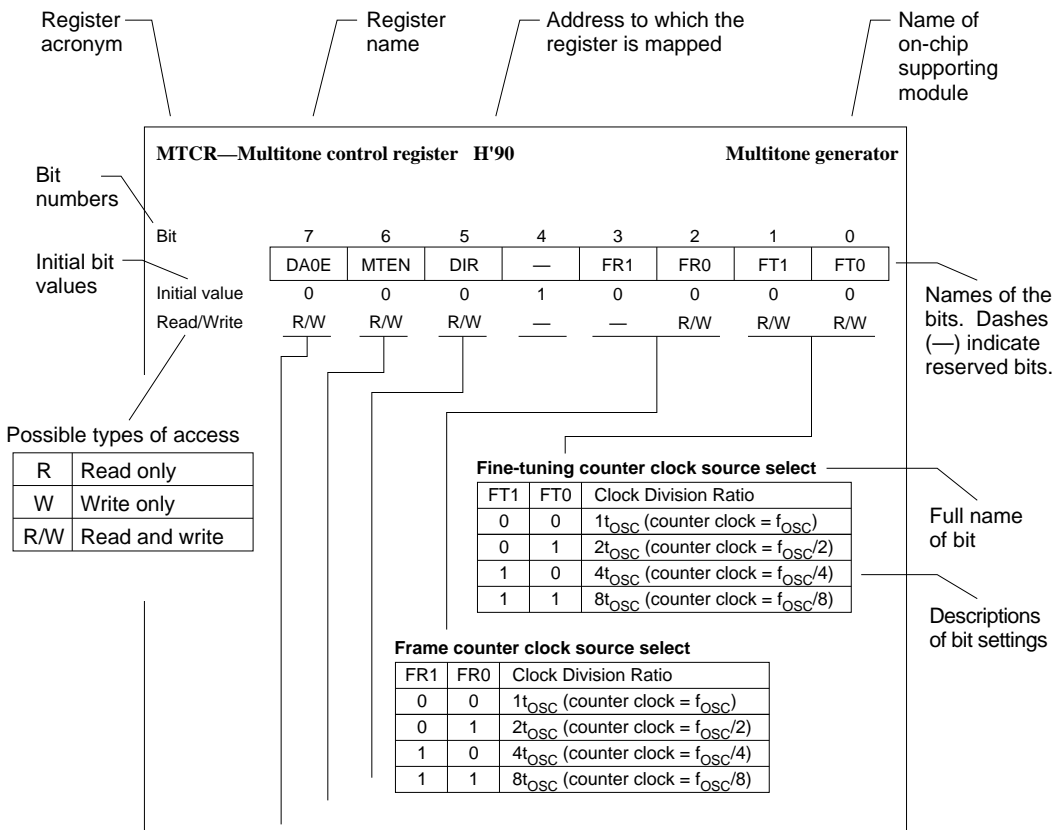 Register acronym
Register name
Address to which the register is mapped
Name of on-chip supporting module
MTCR—Multitone control register H'90 Multitone generator
Bit numbers
Bit 7 6 5 4 3 2 1 0
DA0E MTEN DIR — FR1 FR0 FT1 FT0
Initial bit values
Initial value 0 0 0 1 0 0 0 0
Read/Write R/W R/W R/W — — R/W R/W R/W
Names of the bits. Dashes (—) indicate reserved bits.
Possible types of access
R Read only
W Write only
R/W Read and write
Fine-tuning counter clock source select
FT1 FT0 Clock Division Ratio
0 0 1tOSC (counter clock = fOSC)
0 1 2tOSC (counter clock = fOSC/2)
1 0 4tOSC (counter clock = fOSC/4)
1 1 8tOSC (counter clock = fOSC/8)
Full name of bit
Descriptions of bit settings
Frame counter clock source select
FR1 FR0 Clock Division Ratio
0 0 1tOSC (counter clock = fOSC)
0 1 2tOSC (counter clock = fOSC/2)
1 0 4tOSC (counter clock = fOSC/4)
1 1 8tOSC (counter clock = fOSC/8)